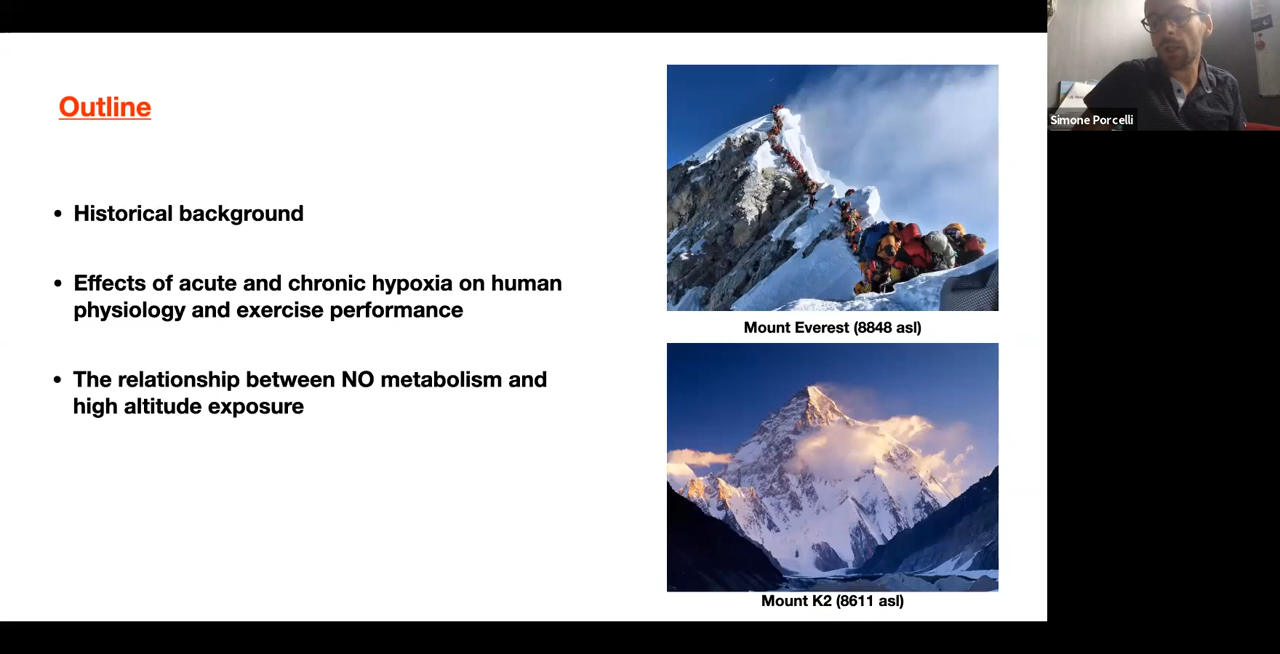 Outline
• Historical background
• Effects of acute and chronic hypoxia on human
physiology and exercise performance
• The relationship between NO metabolism and
high altitude exposure
Mount Everest (8848 asl)
Mount K2 (8611 asl)
Simone Porcelli